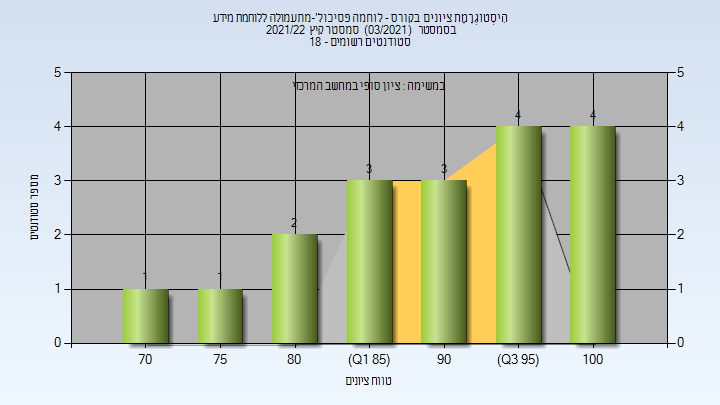 היסטוגרמת ציונים בקורס - לוחמה פסיכול'-מתעמולה ללוחמת מידע
בסמסטר (03/2021) סמסטר קיץ 2021/22
סטודנטים רשומים - 18
במשימה : ציון סופי במחשב המרכזי
5 5
4 4
3 3
2 2
1 1
0 0
1 1 2 3 3 4 4
מספר סטודנטים
70 75 80 (Q1 85) 90 (Q3 95) 100
טווח ציונים